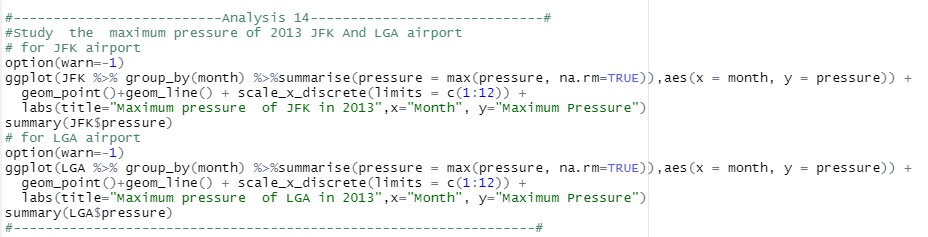 #--------------------------Analysis 14-----------------------------#
#Study  the  maximum pressure of 2013 JFK And LGA airport
# for JFK airport
option(warn=-1)
ggplot(JFK %>% group_by(month) %>%summarise(pressure = max(pressure, na.rm=TRUE)),aes(x = month, y = pressure)) +
  geom_point()+geom_line() + scale_x_discrete(limits = c(1:12)) +
  labs(title="Maximum pressure  of JFK in 2013",x="Month", y="Maximum Pressure")
summary(JFK$pressure)
# for LGA airport
option(warn=-1)
ggplot(LGA %>% group_by(month) %>%summarise(pressure = max(pressure, na.rm=TRUE)),aes(x = month, y = pressure)) +
  geom_point()+geom_line() + scale_x_discrete(limits = c(1:12)) +
  labs(title="Maximum pressure  of LGA in 2013",x="Month", y="Maximum Pressure")
summary(LGA$pressure)
#-----------------------------------------------------------------#